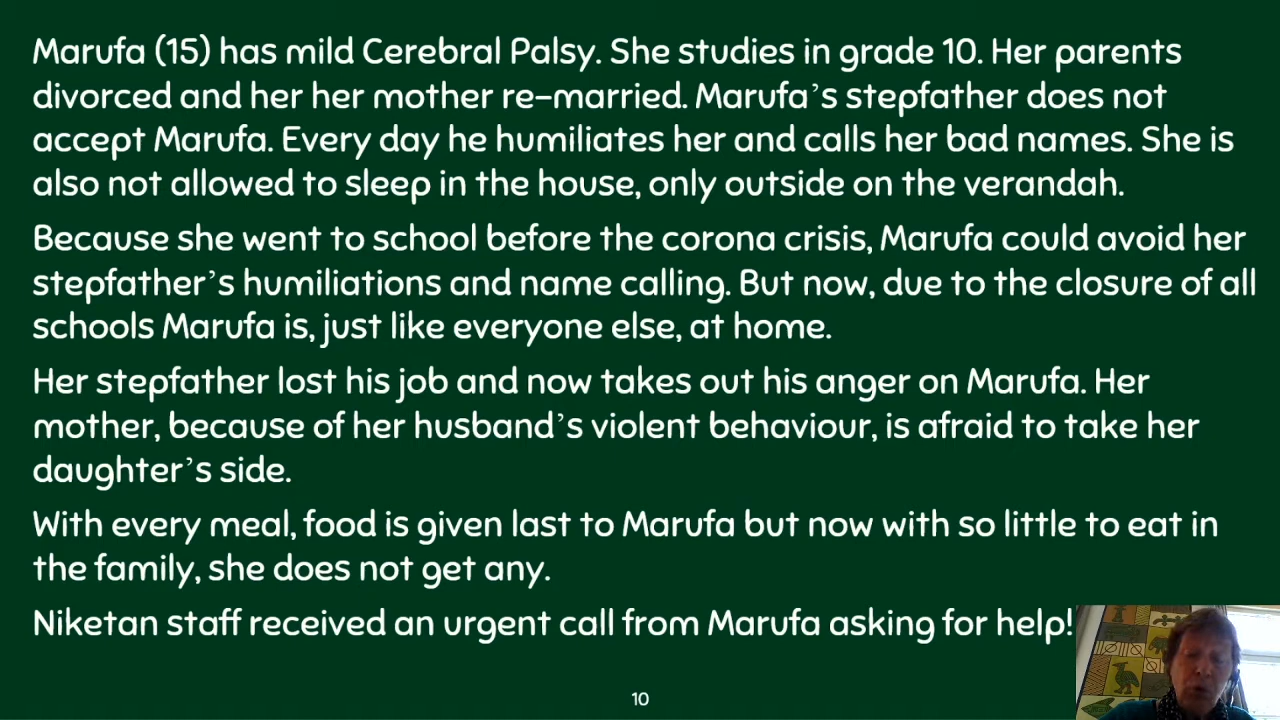 Marufa (15) has mild Cerebral Palsy. She studies in grade 10. Her parents
divorced and her her mother re-married. Marufa's stepfather does not
accept Marufa. Every day he humiliates her and calls her bad names. She is
also not allowed to sleep in the house, only outside on the verandah.
Because she went to school before the corona crisis, Marufa could avoid her
stepfather's humiliations and name calling. But now, due to the closure of all
schools Marufa is, just like everyone else, at home.
Her stepfather lost his job and now takes out his anger on Marufa. Her
mother, because of her husband's violent behaviour, is afraid to take her
daughter's side.
With every meal, food is given last to Marufa but now with so little to eat in
the family, she does not get any.
Niketan staff received an urgent call from Marufa asking for help!
10